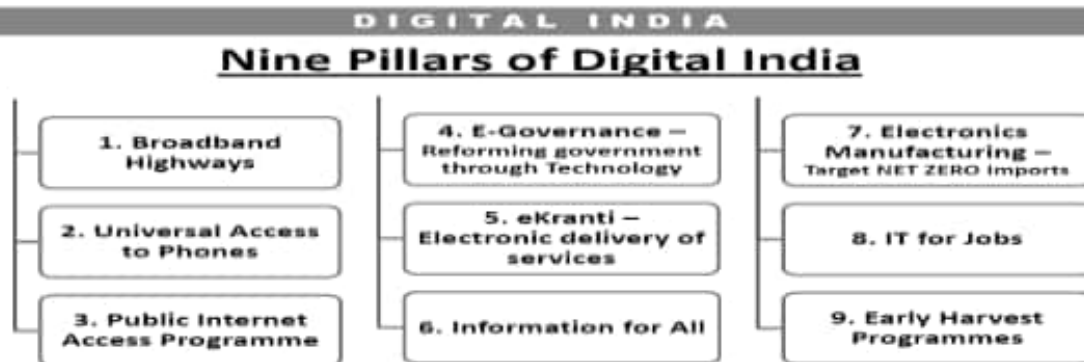 DIGITAL INDIA
Nine Pillars of Digital India
1. Broadband
Highways
2. Universal Access
to Phones
3. Public Internet
Access Programme
4. E-Governance –
Reforming government
through Technology
5. eKranti –
Electronic delivery of
services
6. Information for All
7. Electronics
Manufacturing –
Target NET ZERO Imports
8. IT for Jobs
9. Early Harvest
Programmes